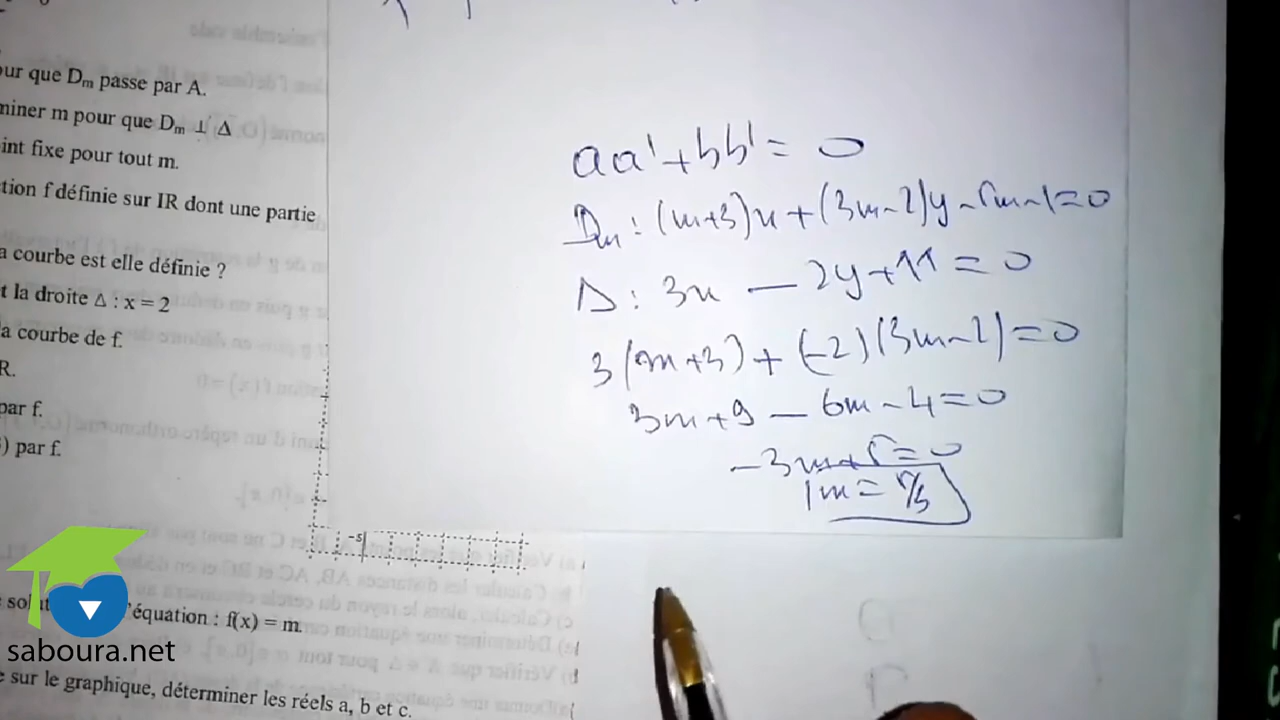 ur que Dm passe par A.
miner m pour que Dm ⊥ Δ
int fixe pour tout m.
tion f définie sur IR dont une partie
a courbe est elle définie ?
t la droite Δ : x = 2
a courbe de f.
R.
par f.
) par f.
aa' + bb' = 0
Dm : (m+3)x + (3m-2)y - 5m - 1 = 0
Δ : 3x - 2y + 11 = 0
3(m+3) + (-2)(3m-2) = 0
3m + 9 - 6m - 4 = 0
-3m + 5 = 0
m = 5/3
-5
'équation : f(x) = m.
e sur le graphique, déterminer les réels a, b et c.
saboura.net